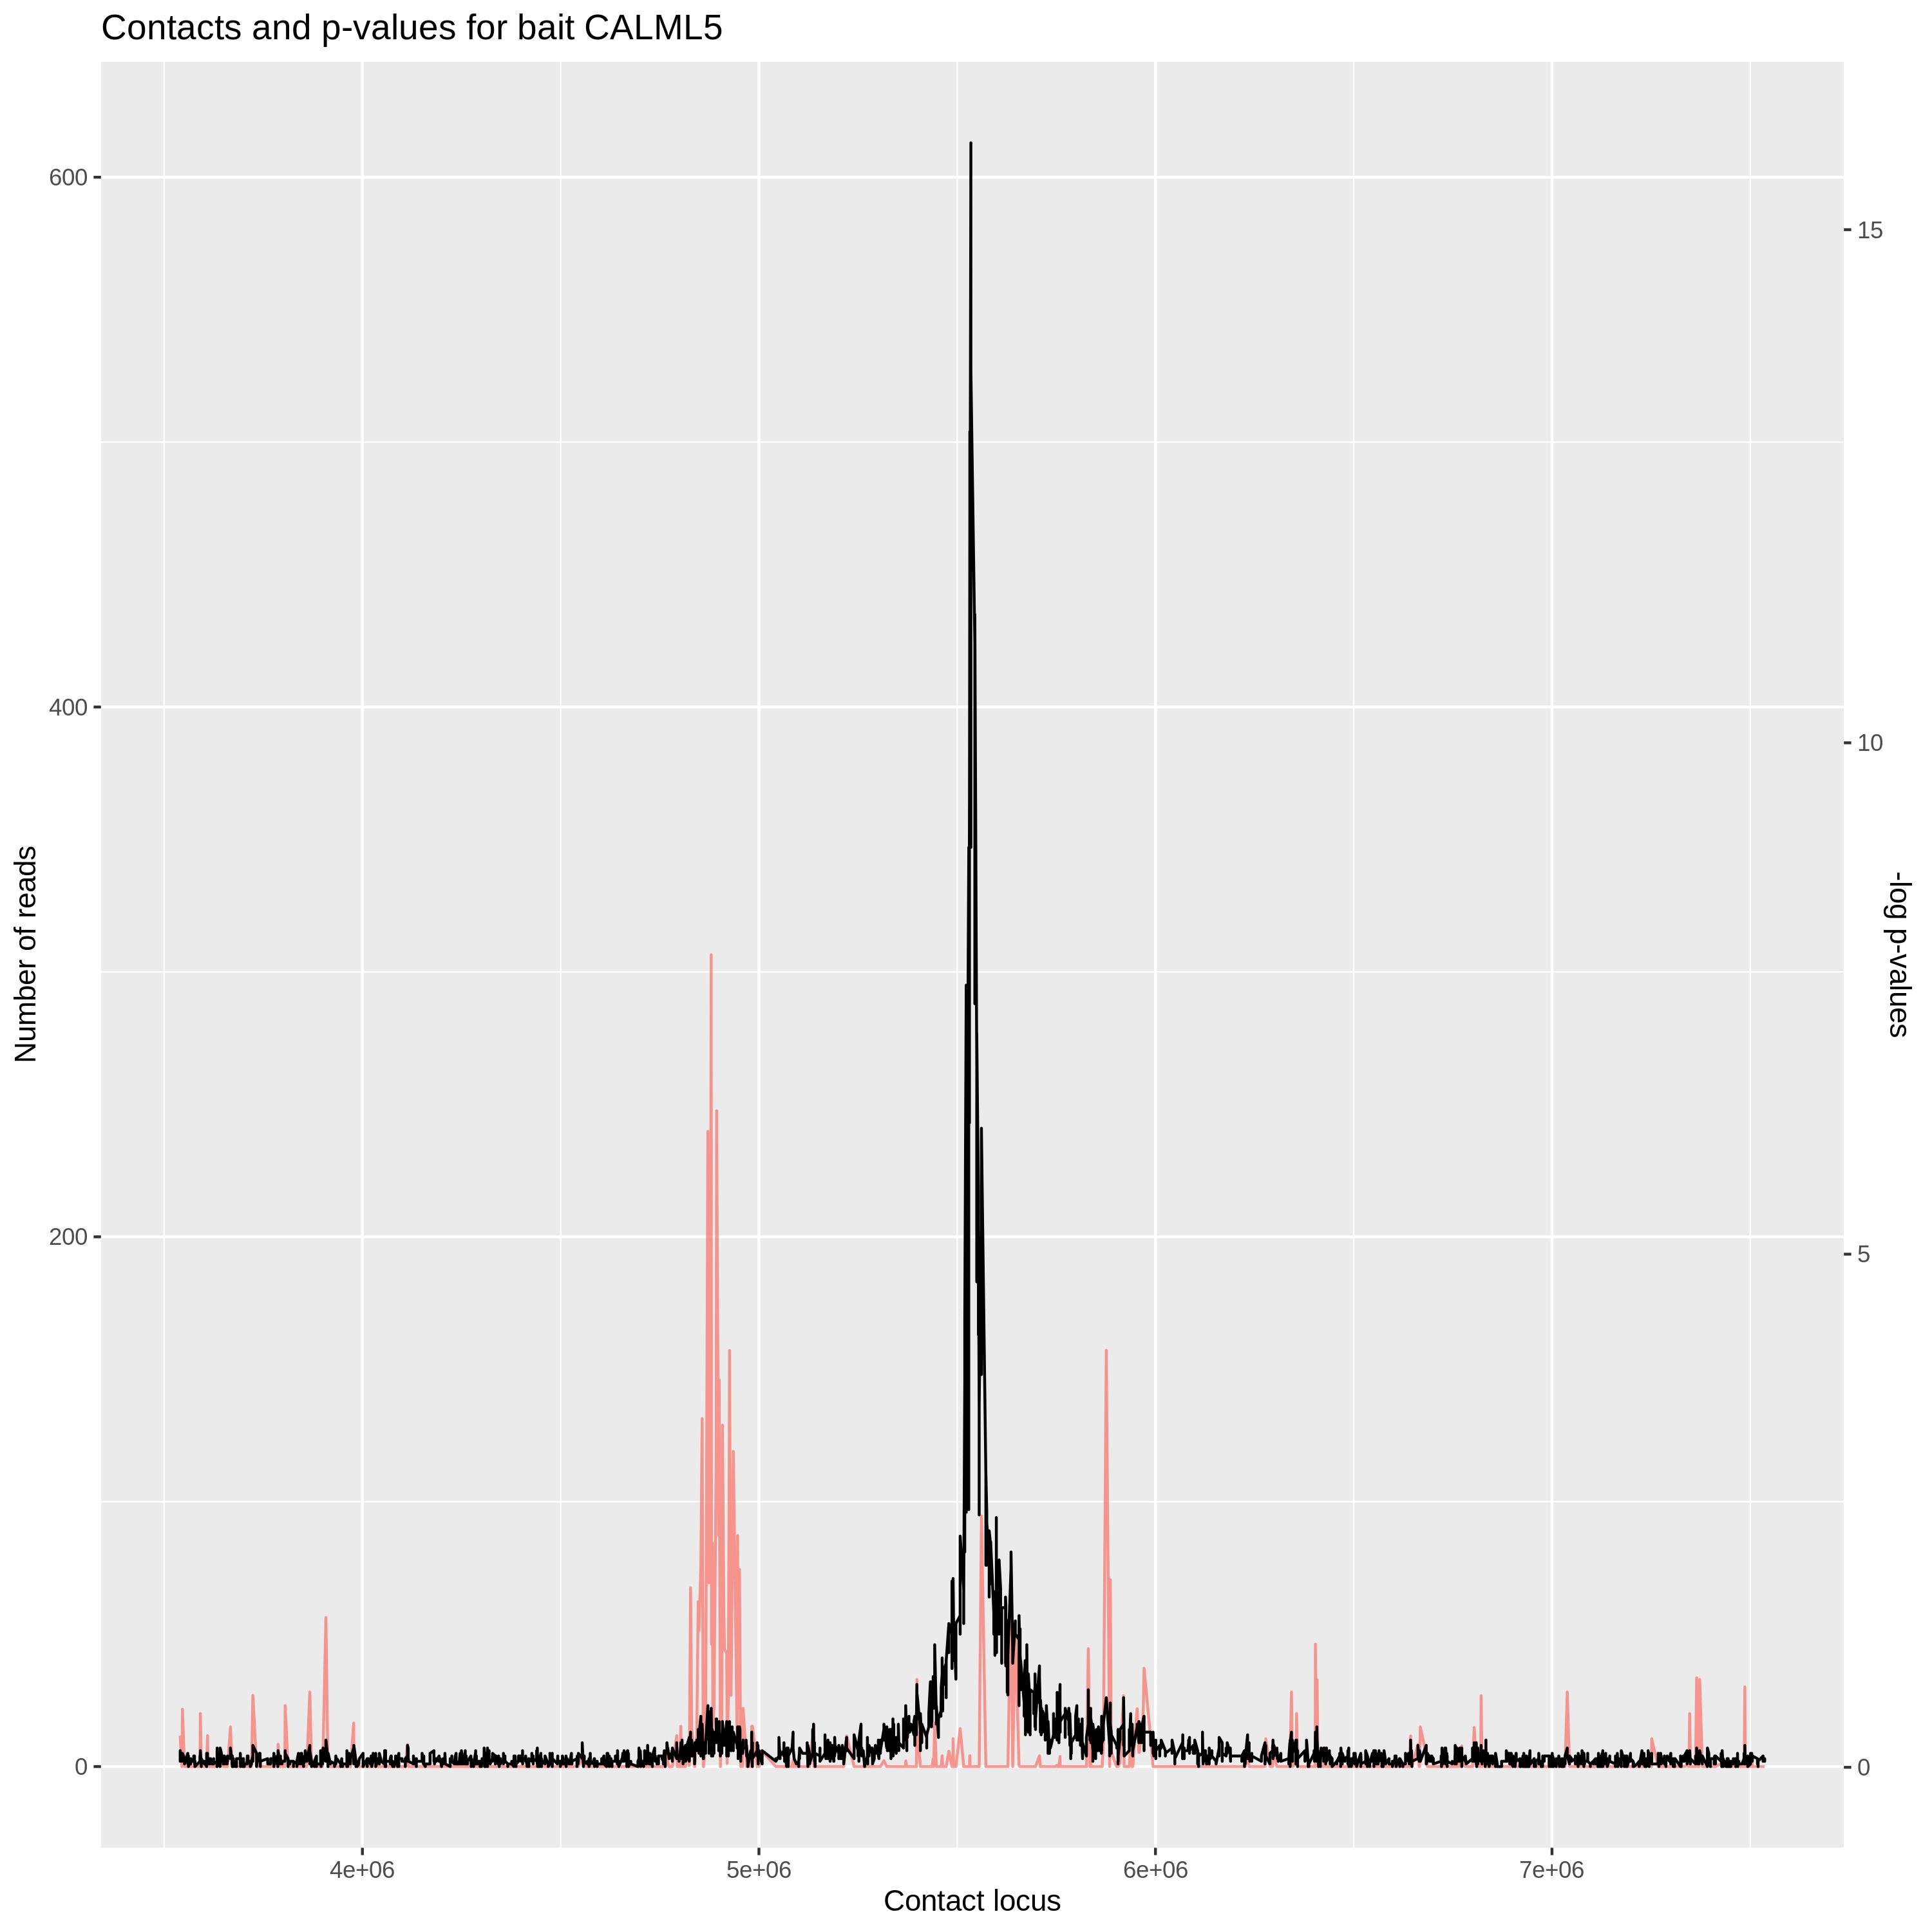 Contacts and p-values for bait CALML5
600
400
200
0
Number of reads
15
10
5
0
-log p-values
4e+06
5e+06
6e+06
7e+06
Contact locus